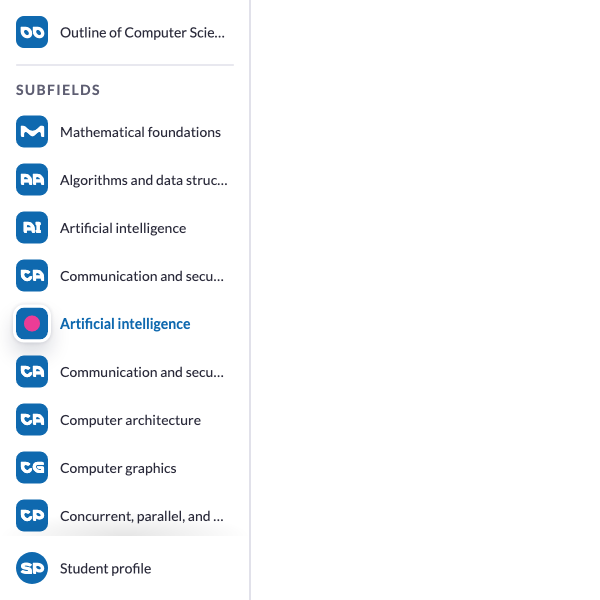 OO Outline of Computer Scie...
SUBFIELDS
M Mathematical foundations
AA Algorithms and data struc...
AI Artificial intelligence
CA Communication and secu...
Artificial intelligence
CA Communication and secu...
CA Computer architecture
CG Computer graphics
CP Concurrent, parallel, and ...
SP Student profile